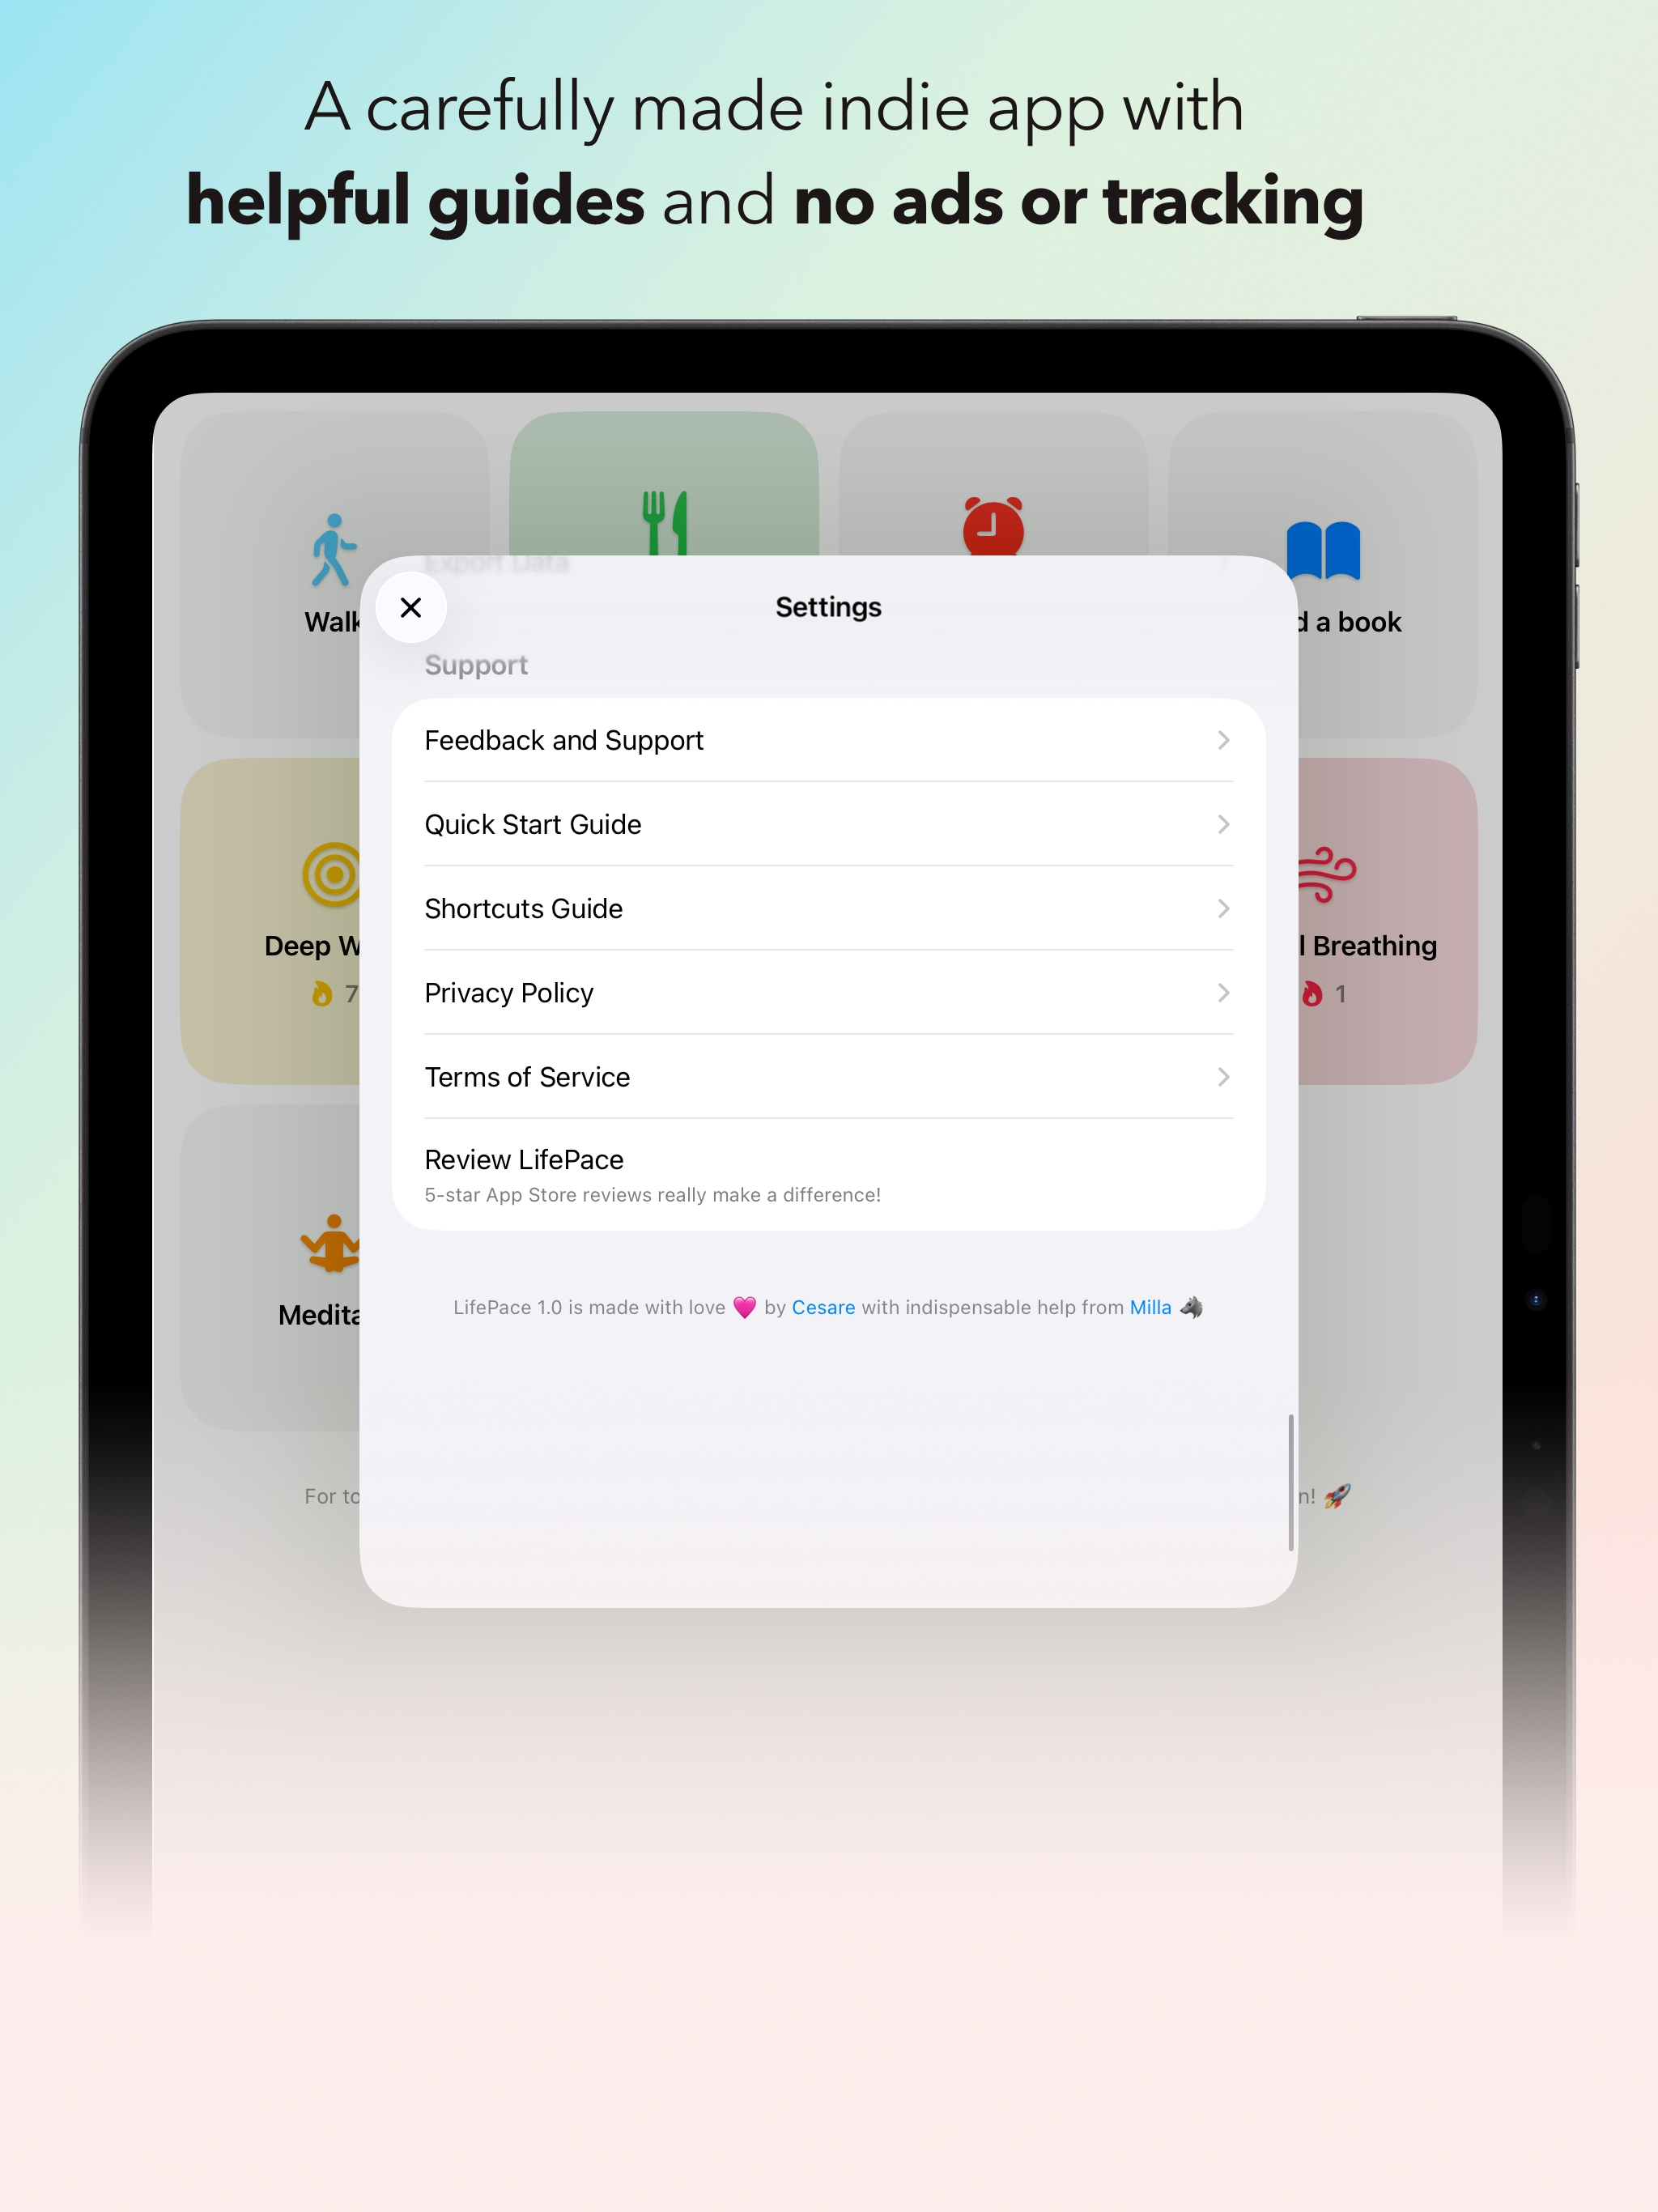 A carefully made indie app with
helpful guides and no ads or tracking
Export Data
Settings
Walk
d a book
Support
Feedback and Support
Quick Start Guide
Shortcuts Guide
Privacy Policy
Terms of Service
Review LifePace
5-star App Store reviews really make a difference!
Deep W
7
l Breathing
1
Medita
LifePace 1.0 is made with love 💗 by Cesare with indispensable help from Milla 🐺
For to
n! 🚀